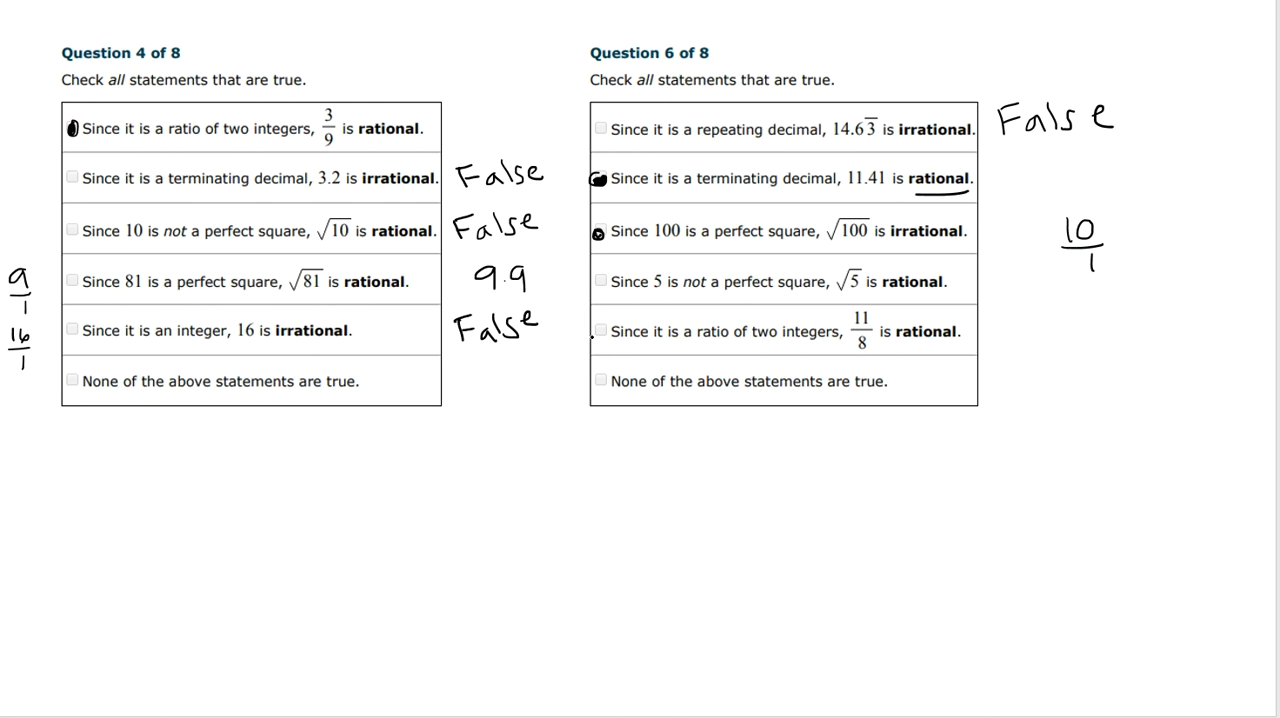 Question 4 of 8
Check all statements that are true.
Since it is a ratio of two integers, 3/9 is rational.
Since it is a terminating decimal, 3.2 is irrational. False
Since 10 is not a perfect square, √10 is rational. False
9/1 Since 81 is a perfect square, √81 is rational. 9·9
16/1 Since it is an integer, 16 is irrational. False
None of the above statements are true.
Question 6 of 8
Check all statements that are true.
Since it is a repeating decimal, 14.63̅ is irrational. False
Since it is a terminating decimal, 11.41 is rational.
Since 100 is a perfect square, √100 is irrational. 10/1
Since 5 is not a perfect square, √5 is rational.
Since it is a ratio of two integers, 11/8 is rational.
None of the above statements are true.